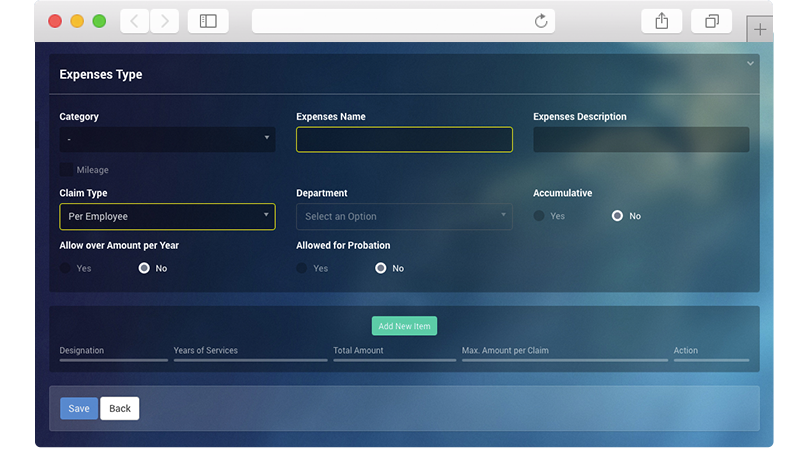 Expenses Type
Category Expenses Name Expenses Description
-
Mileage
Claim Type Department Accumulative
Per Employee Select an Option Yes No
Allow over Amount per Year Allowed for Probation
Yes No Yes No
Add New Item
Designation Years of Services Total Amount Max. Amount per Claim Action
Save Back